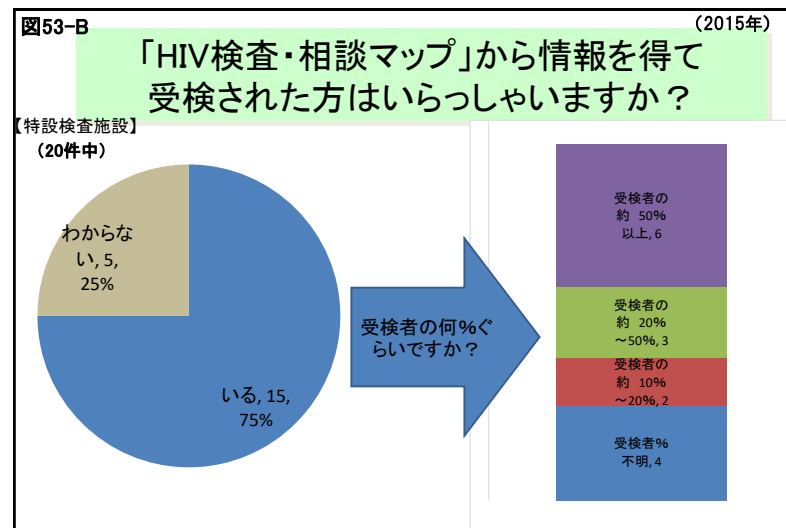 図53-B
(2015年)
「HIV検査・相談マップ」から情報を得て
受検された方はいらっしゃいますか？
【特設検査施設】
(20件中)
わからな
い, 5,
25%
いる, 15,
75%
受検者の何%ぐ
らいですか？
受検者の
約 50%
以上, 6
受検者の
約 20%
～50%, 3
受検者の
約 10%
～20%, 2
受検者%
不明, 4